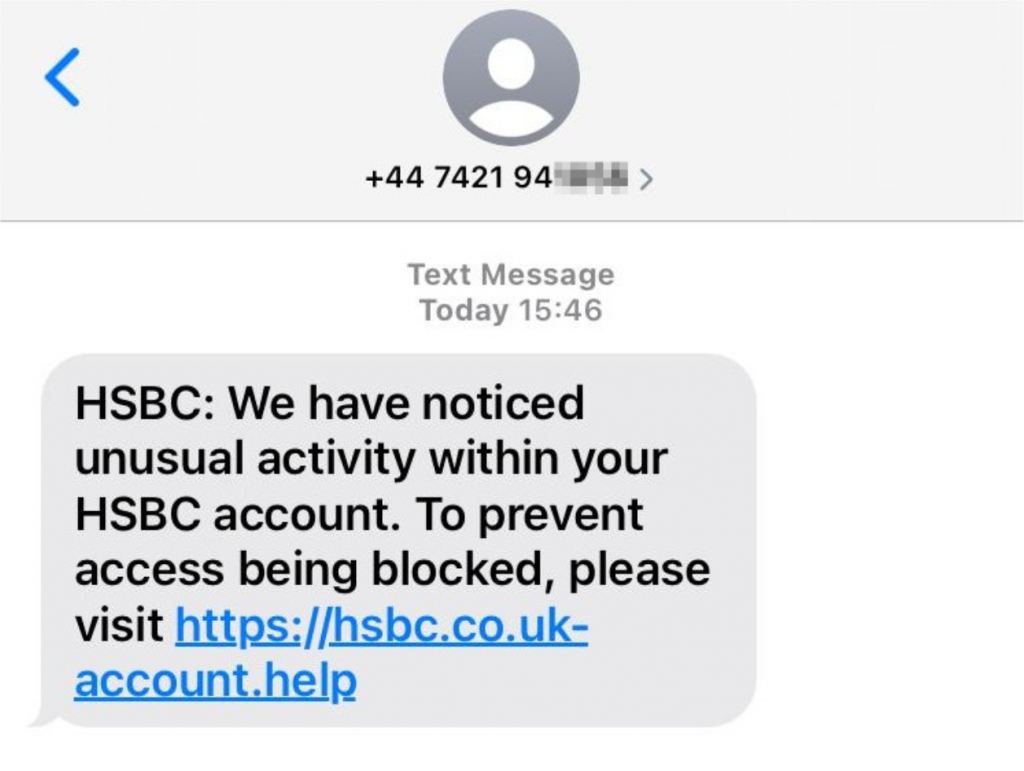 +44 7421 94
Text Message
Today 15:46
HSBC: We have noticed
unusual activity within your
HSBC account. To prevent
access being blocked, please
visit https://hsbc.co.uk-
account.help